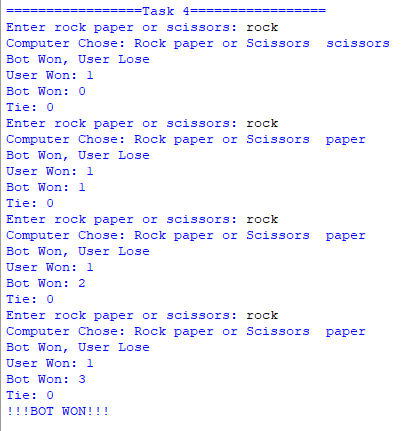 =================Task 4=================
Enter rock paper or scissors: rock
Computer Chose: Rock paper or Scissors  scissors
Bot Won, User Lose
User Won: 1
Bot Won: 0
Tie: 0
Enter rock paper or scissors: rock
Computer Chose: Rock paper or Scissors  paper
Bot Won, User Lose
User Won: 1
Bot Won: 1
Tie: 0
Enter rock paper or scissors: rock
Computer Chose: Rock paper or Scissors  paper
Bot Won, User Lose
User Won: 1
Bot Won: 2
Tie: 0
Enter rock paper or scissors: rock
Computer Chose: Rock paper or Scissors  paper
Bot Won, User Lose
User Won: 1
Bot Won: 3
Tie: 0
!!!BOT WON!!!